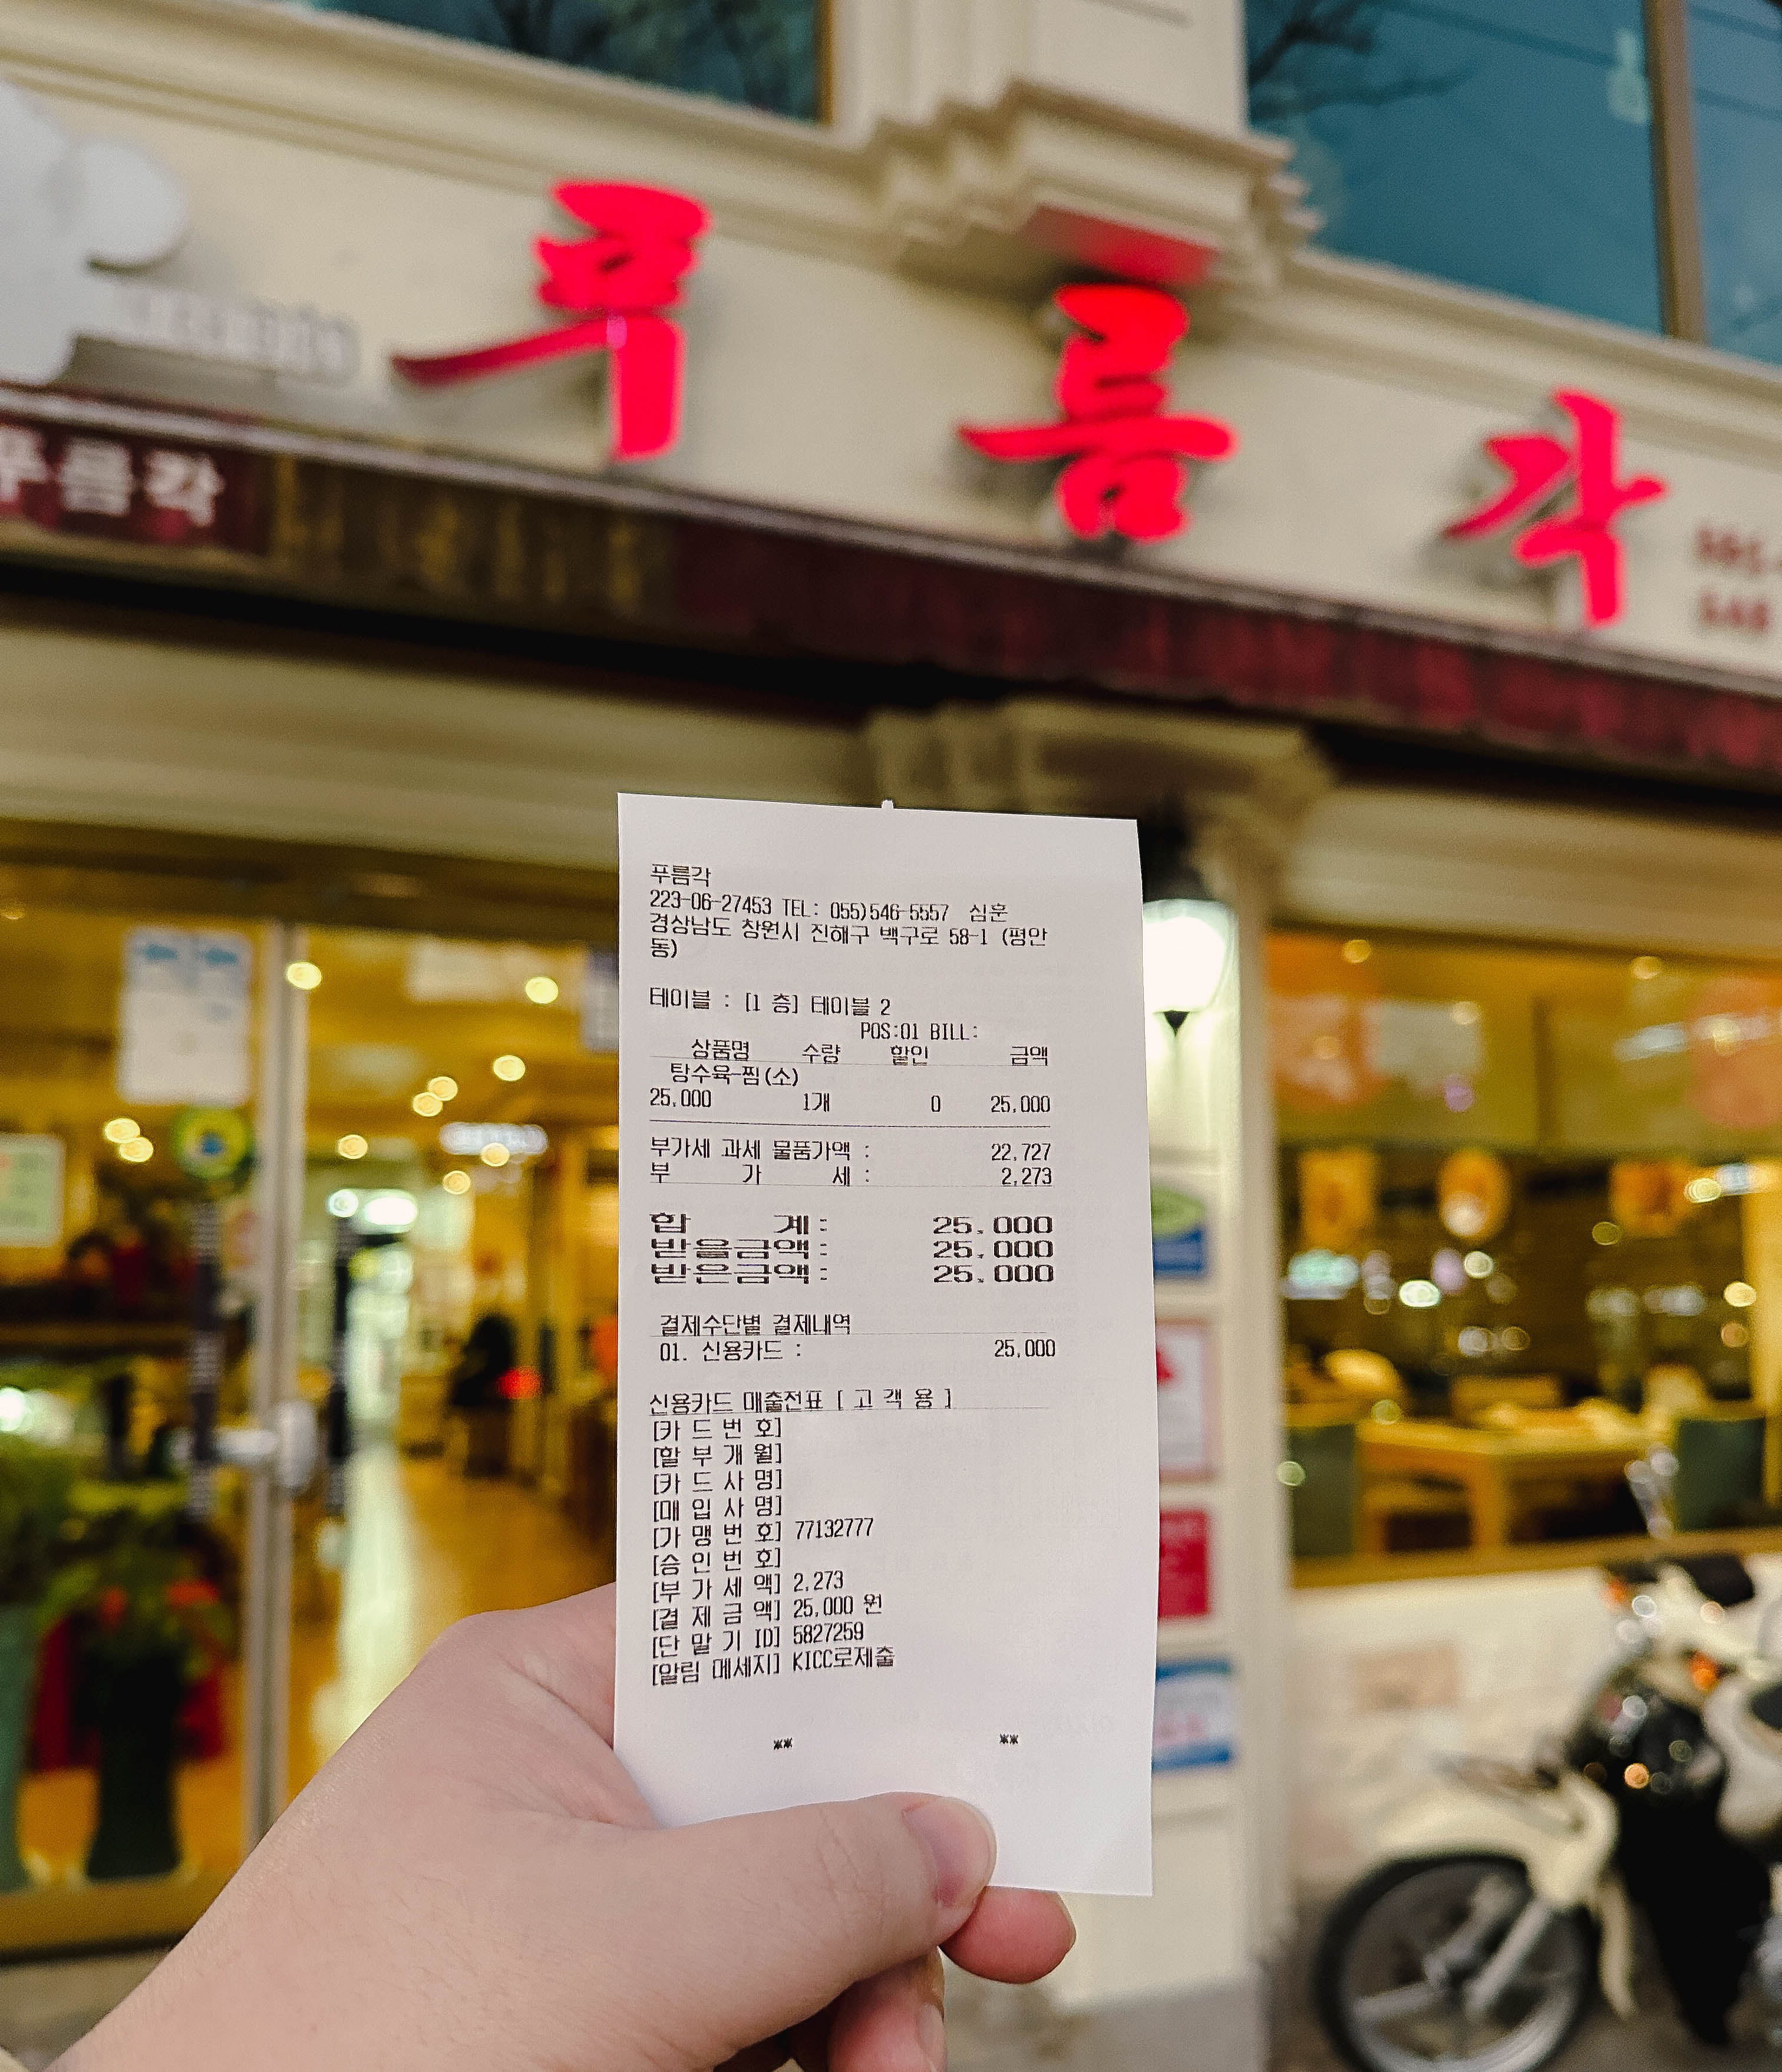 푸름각
푸름각
푸름각
223-06-27453 TEL: 055)546-5557 심훈
경상남도 창원시 진해구 백구로 58-1 (평안
동)
테이블 : [1 층] 테이블 2
POS:01 BILL:
상품명 수량 할인 금액
탕수육-찜(소)
25,000 1개 0 25,000
부가세 과세 물품가액 : 22,727
부 가 세 : 2,273
합 계 : 25,000
받을금액 : 25,000
받은금액 : 25,000
결제수단별 결제내역
01. 신용카드 : 25,000
신용카드 매출전표 [ 고 객 용 ]
[카 드 번 호]
[할 부 개 월]
[카 드 사 명]
[매 입 사 명]
[가 맹 번 호] 77132777
[승 인 번 호]
[부 가 세 액] 2,273
[결 제 금 액] 25,000 원
[단 말 기 ID] 5827259
[알림 메세지] KICC로제출
** **